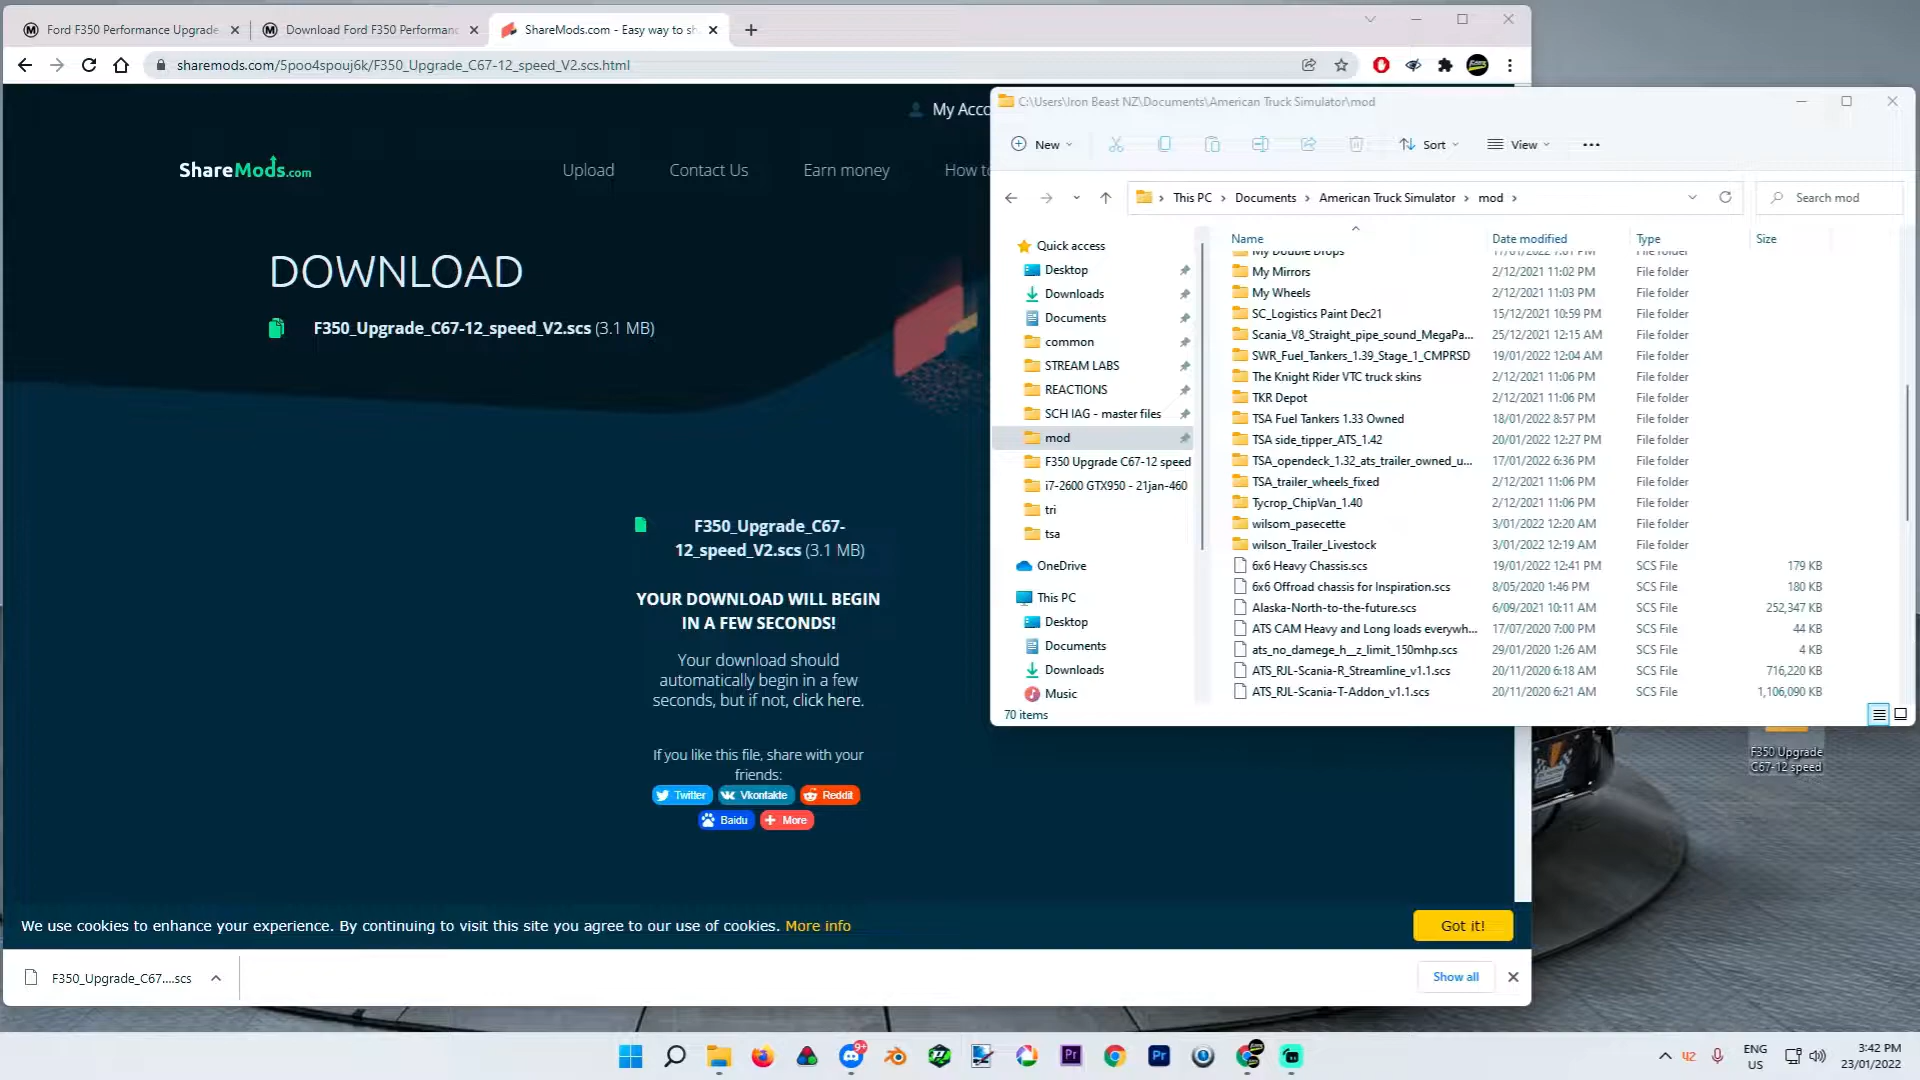 Ford F350 Performance Upgrade
Download Ford F350 Performanc
ShareMods.com - Easy way to sh
sharemods.com/5poo4spouj6k/F350_Upgrade_C67-12_speed_V2.scs.html
My Acco
ShareMods.com
Upload
Contact Us
Earn money
How to
DOWNLOAD
F350_Upgrade_C67-12_speed_V2.scs (3.1 MB)
F350_Upgrade_C67-
12_speed_V2.scs (3.1 MB)
YOUR DOWNLOAD WILL BEGIN
IN A FEW SECONDS!
Your download should
automatically begin in a few
seconds, but if not, click here.
If you like this file, share with your
friends:
Twitter
Vkontakte
Reddit
Baidu
More
We use cookies to enhance your experience. By continuing to visit this site you agree to our use of cookies. More info
Got it!
F350_Upgrade_C67....scs
Show all
C:\Users\Iron Beast NZ\Documents\American Truck Simulator\mod
New
Sort
View
This PC > Documents > American Truck Simulator > mod >
Search mod
Quick access
Desktop
Downloads
Documents
common
STREAM LABS
REACTIONS
SCH IAG - master files
mod
F350 Upgrade C67-12 speed
i7-2600 GTX950 - 21jan-460
tri
tsa
OneDrive
This PC
Desktop
Documents
Downloads
Music
Name Date modified Type Size
My Double Drops 17/01/2022 7:01 PM File folder
My Mirrors 2/12/2021 11:02 PM File folder
My Wheels 2/12/2021 11:03 PM File folder
SC_Logistics Paint Dec21 15/12/2021 10:59 PM File folder
Scania_V8_Straight_pipe_sound_MegaPa... 25/12/2021 12:15 AM File folder
SWR_Fuel_Tankers_1.39_Stage_1_CMPRSD 19/01/2022 12:04 AM File folder
The Knight Rider VTC truck skins 2/12/2021 11:06 PM File folder
TKR Depot 2/12/2021 11:06 PM File folder
TSA Fuel Tankers 1.33 Owned 18/01/2022 8:57 PM File folder
TSA side_tipper_ATS_1.42 20/01/2022 12:27 PM File folder
TSA_opendeck_1.32_ats_trailer_owned_u... 17/01/2022 6:36 PM File folder
TSA_trailer_wheels_fixed 2/12/2021 11:06 PM File folder
Tycrop_ChipVan_1.40 2/12/2021 11:06 PM File folder
wilsom_pasecette 3/01/2022 12:20 AM File folder
wilson_Trailer_Livestock 3/01/2022 12:19 AM File folder
6x6 Heavy Chassis.scs 19/01/2022 12:41 PM SCS File 179 KB
6x6 Offroad chassis for Inspiration.scs 8/05/2020 1:46 PM SCS File 180 KB
Alaska-North-to-the-future.scs 6/09/2021 10:11 AM SCS File 252,347 KB
ATS CAM Heavy and Long loads everywh... 17/07/2020 7:00 PM SCS File 44 KB
ats_no_damege_h__z_limit_150mhp.scs 29/01/2020 1:26 AM SCS File 4 KB
ATS_RJL-Scania-R_Streamline_v1.1.scs 20/11/2020 6:18 AM SCS File 716,220 KB
ATS_RJL-Scania-T-Addon_v1.1.scs 20/11/2020 6:21 AM SCS File 1,106,090 KB
70 items
F350 Upgrade
C67-12 speed
9+
Pr
Pr
ENG
US
3:42 PM
23/01/2022